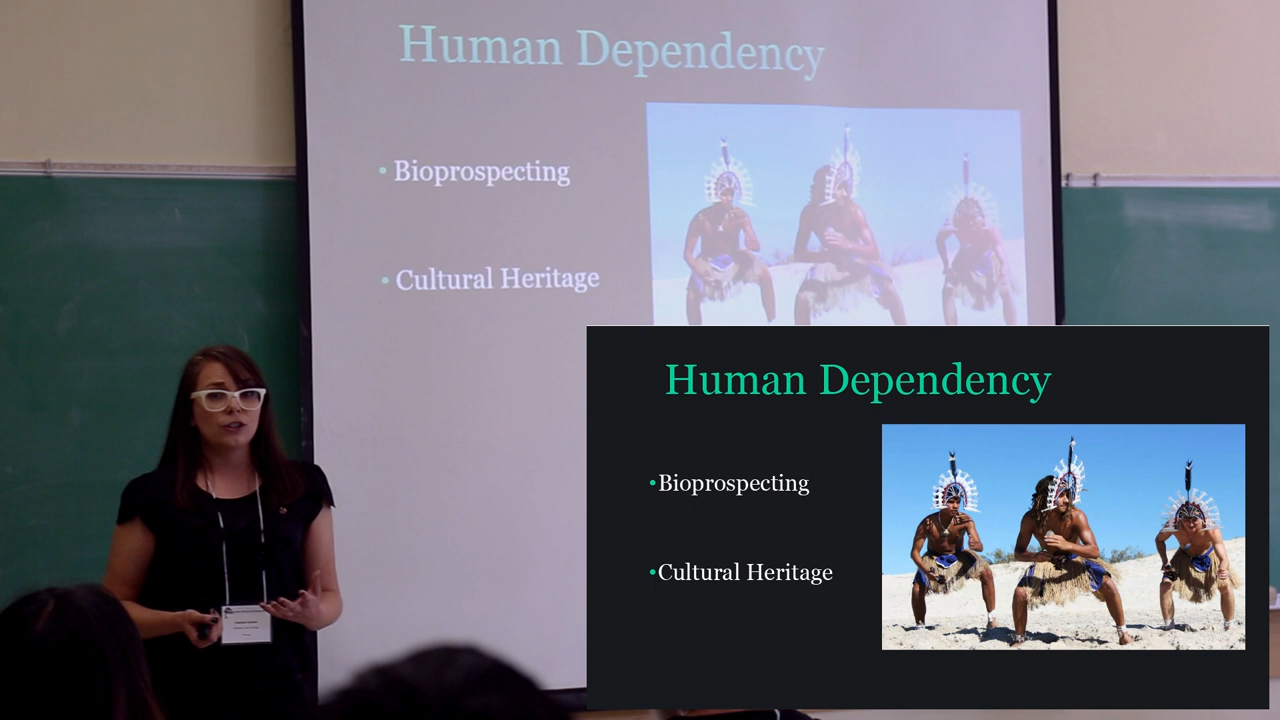 Human Dependency
• Bioprospecting
• Cultural Heritage
Human Dependency
•Bioprospecting
•Cultural Heritage